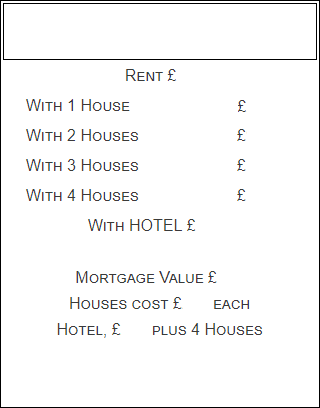 Rent £
With 1 House £
With 2 Houses £
With 3 Houses £
With 4 Houses £
With HOTEL £
Mortgage Value £
Houses cost £ each
Hotel, £ plus 4 Houses